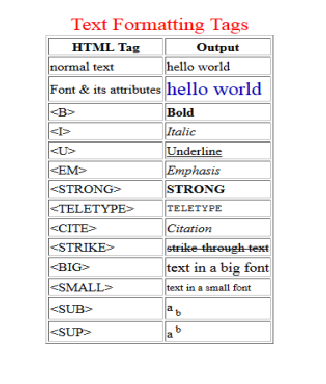 Text Formatting Tags
HTML Tag Output
normal text hello world
Font & its attributes hello world
<B> Bold
<I> Italic
<U> Underline
<EM> Emphasis
<STRONG> STRONG
<TELETYPE> TELETYPE
<CITE> Citation
<STRIKE> strike through text
<BIG> text in a big font
<SMALL> text in a small font
<SUB> a b
<SUP> a b